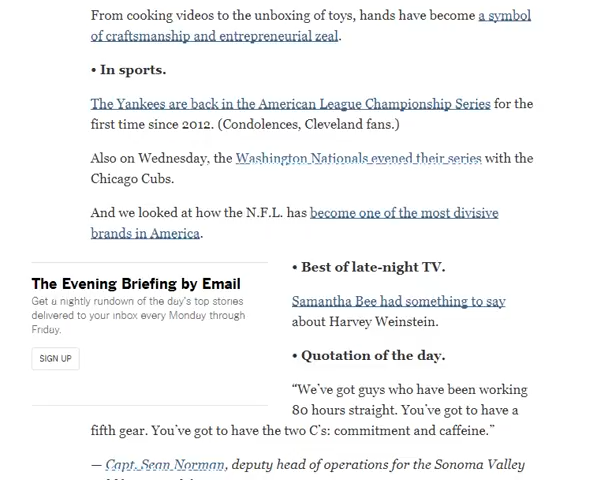 From cooking videos to the unboxing of toys, hands have become a symbol
of craftsmanship and entrepreneurial zeal.
• In sports.
The Yankees are back in the American League Championship Series for the
first time since 2012. (Condolences, Cleveland fans.)
Also on Wednesday, the Washington Nationals evened their series with the
Chicago Cubs.
And we looked at how the N.F.L. has become one of the most divisive
brands in America.
The Evening Briefing by Email
Get a nightly rundown of the day's top stories
delivered to your inbox every Monday through
Friday.
SIGN UP
• Best of late-night TV.
Samantha Bee had something to say
about Harvey Weinstein.
• Quotation of the day.
“We’ve got guys who have been working
80 hours straight. You’ve got to have a
fifth gear. You’ve got to have the two C’s: commitment and caffeine.”
— Capt. Sean Norman, deputy head of operations for the Sonoma Valley